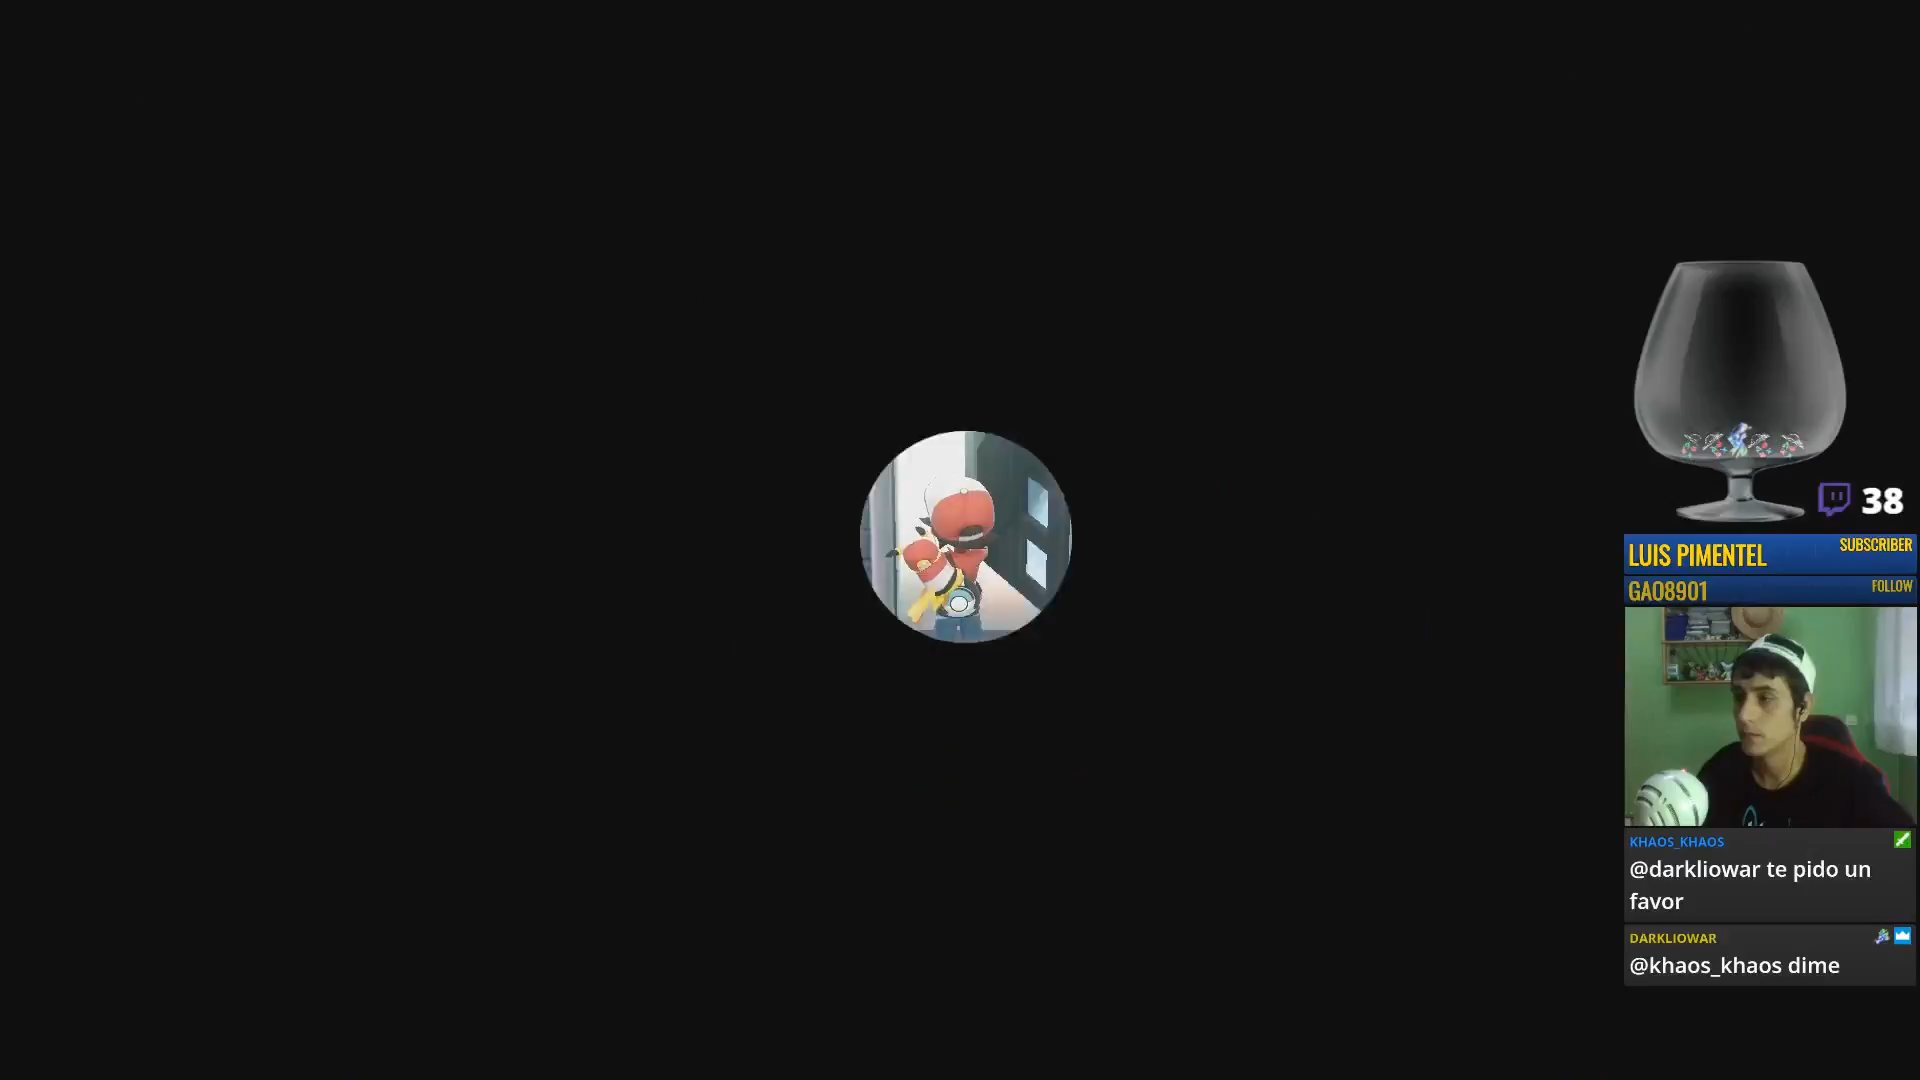 38
LUIS PIMENTEL SUBSCRIBER
GAO8901 FOLLOW
KHAOS_KHAOS
@darkliowar te pido un
favor
DARKLIOWAR
@khaos_khaos dime